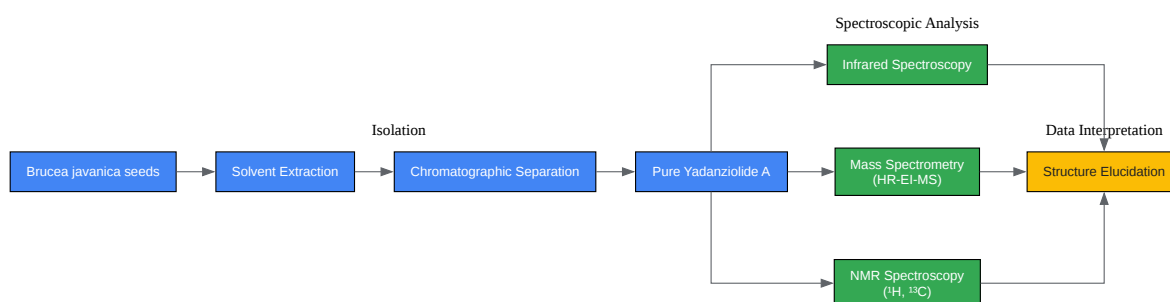 Spectroscopic Analysis
Infrared Spectroscopy
Isolation
Data Interpretation
Brucea javanica seeds
Solvent Extraction
Chromatographic Separation
Pure Yadanziolide A
Mass Spectrometry
(HR-EI-MS)
Structure Elucidation
NMR Spectroscopy
(¹H, ¹³C)